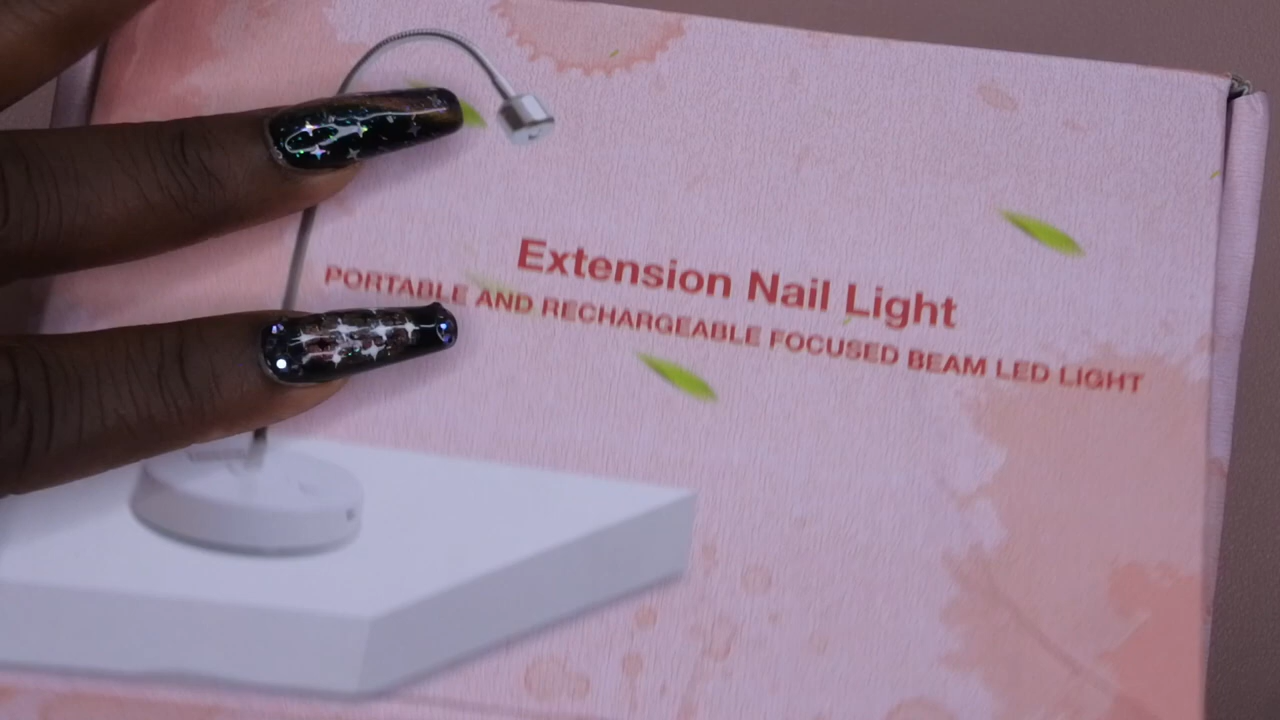 Extension Nail Light
PORTABLE AND RECHARGEABLE FOCUSED BEAM LED LIGHT